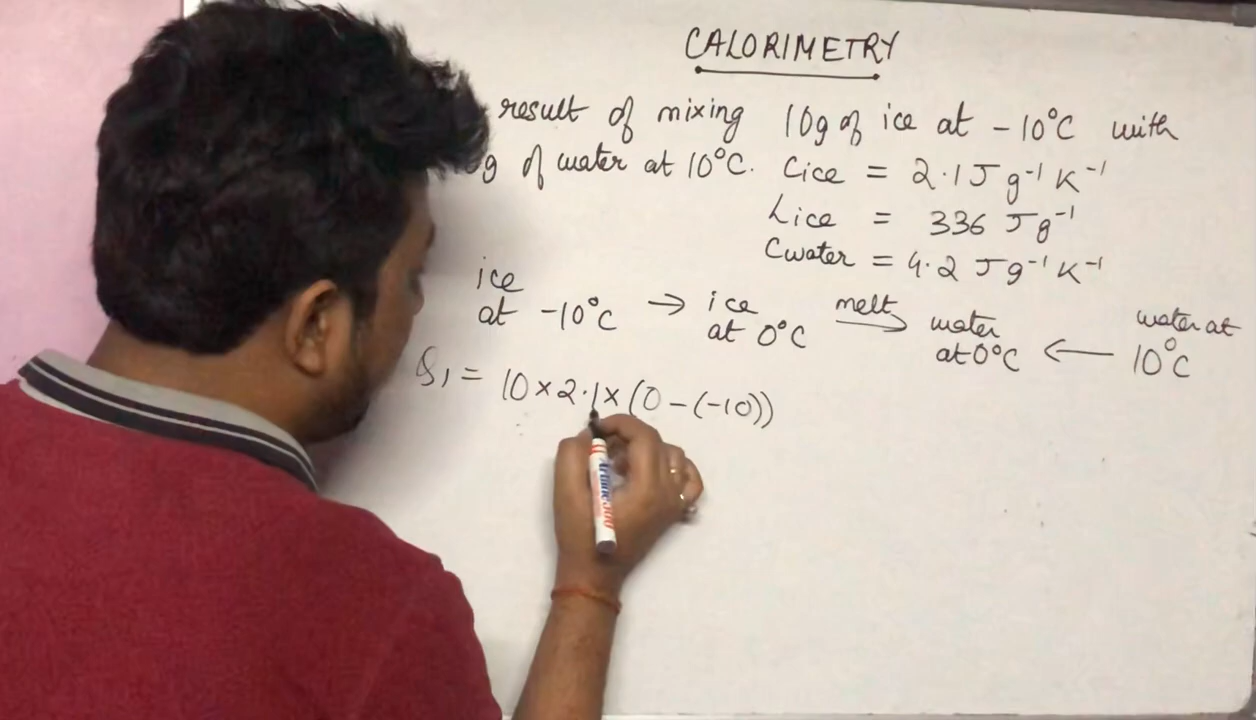 CALORIMETRY
result of mixing 10g of ice at -10°C with
g of water at 10°C. Cice = 2.1 J g⁻¹ K⁻¹
Lice = 336 J g⁻¹
Cwater = 4.2 J g⁻¹ K⁻¹
ice at -10°C → ice at 0°C melt → water at 0°C ← water at 10°C
Q₁ = 10 × 2.1 × (0 - (-10))
Artline 500